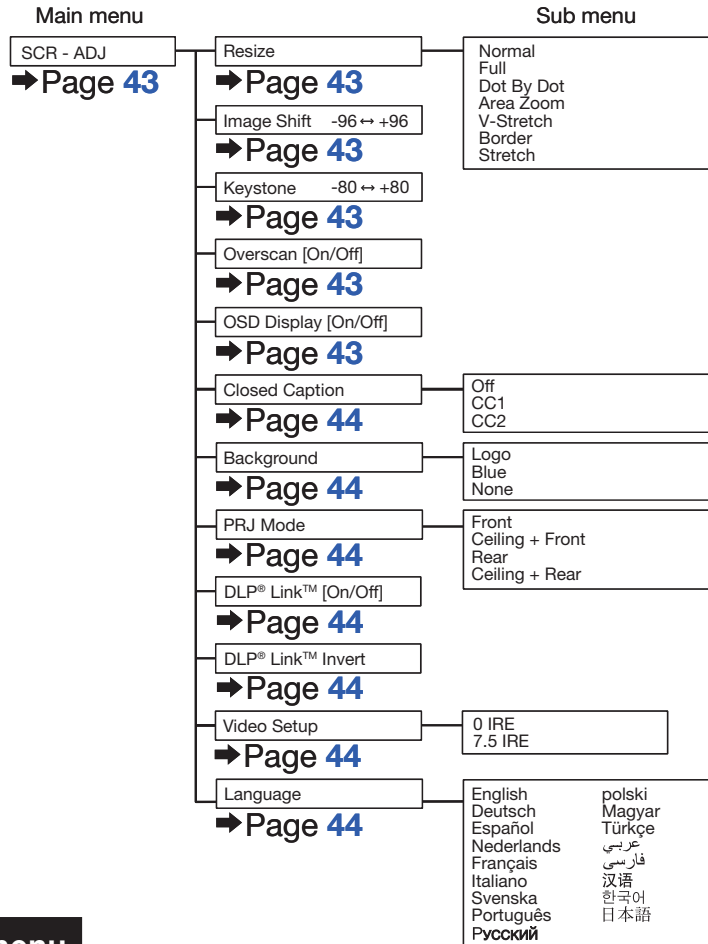 Main menu
Sub menu
SCR - ADJ
➡Page 43
Resize
➡Page 43
Normal
Full
Dot By Dot
Area Zoom
V-Stretch
Border
Stretch
Image Shift -96 ↔ +96
➡Page 43
Keystone -80 ↔ +80
➡Page 43
Overscan [On/Off]
➡Page 43
OSD Display [On/Off]
➡Page 43
Closed Caption
➡Page 44
Off
CC1
CC2
Background
➡Page 44
Logo
Blue
None
PRJ Mode
➡Page 44
Front
Ceiling + Front
Rear
Ceiling + Rear
DLP® Link™ [On/Off]
➡Page 44
DLP® Link™ Invert
➡Page 44
Video Setup
➡Page 44
0 IRE
7.5 IRE
Language
➡Page 44
English polski
Deutsch Magyar
Español Türkçe
Nederlands عربي
Français فارسی
Italiano 汉语
Svenska 한국어
Português 日本語
Русский
menu